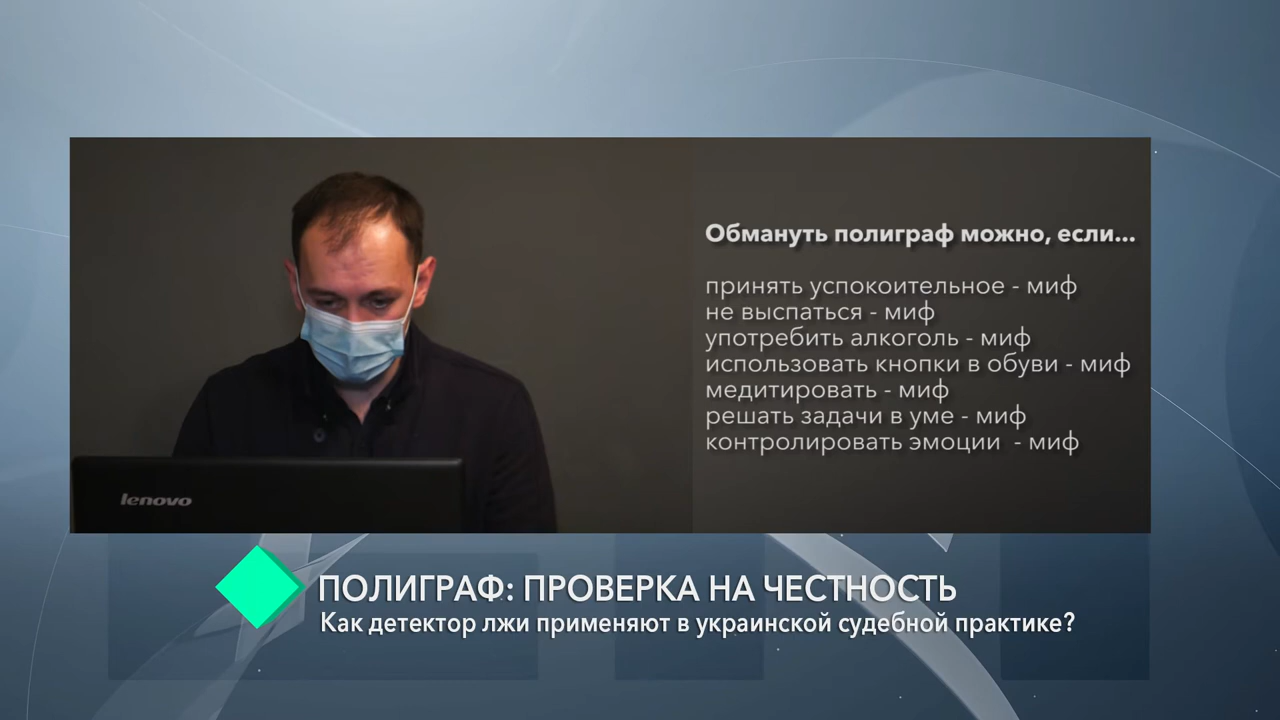 Обмануть полиграф можно, если...
принять успокоительное - миф
не выспаться - миф
употребить алкоголь - миф
использовать кнопки в обуви - миф
медитировать - миф
решать задачи в уме - миф
контролировать эмоции - миф
lenovo
ПОЛИГРАФ: ПРОВЕРКА НА ЧЕСТНОСТЬ
Как детектор лжи применяют в украинской судебной практике?